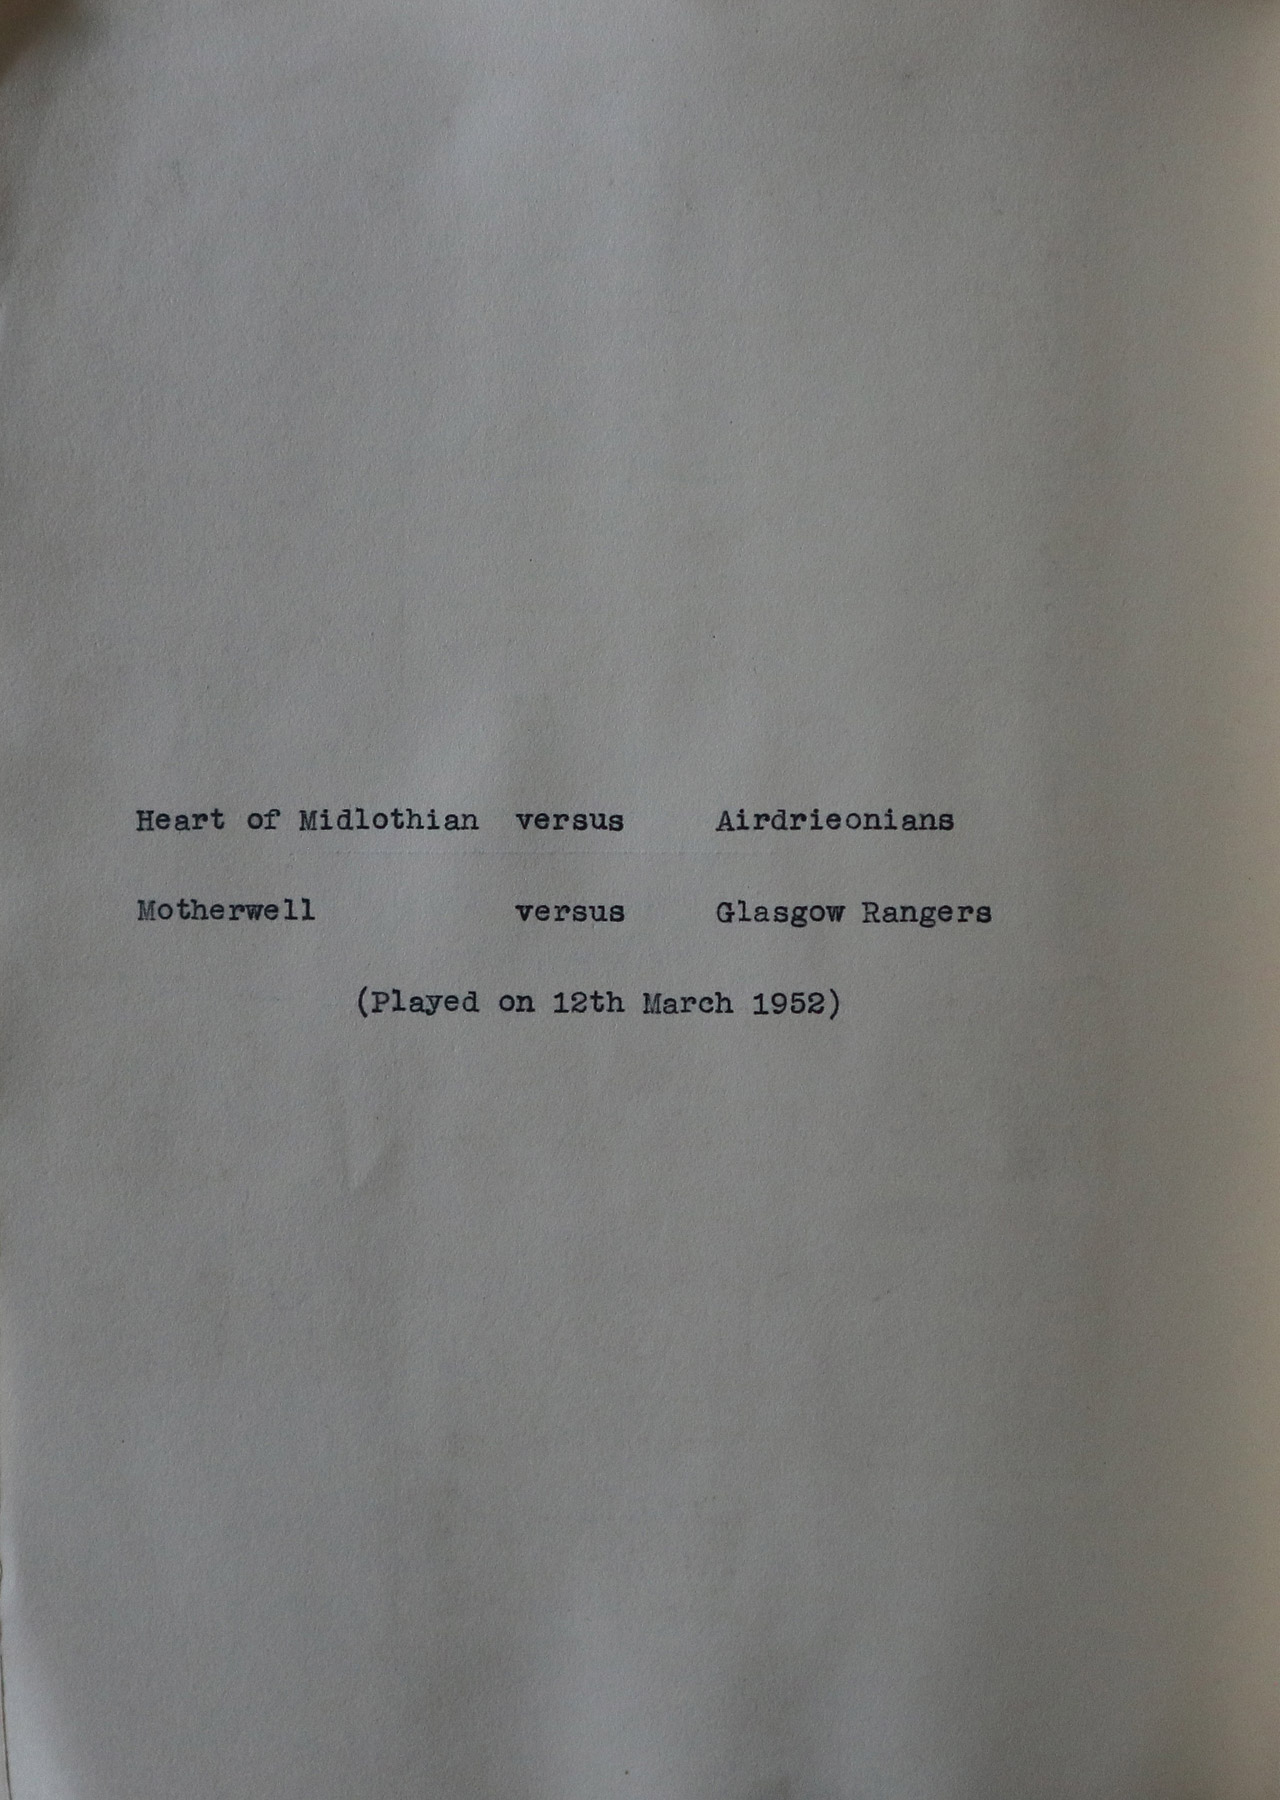 Heart of Midlothian versus Airdrieonians
Motherwell versus Glasgow Rangers
(Played on 12th March 1952)